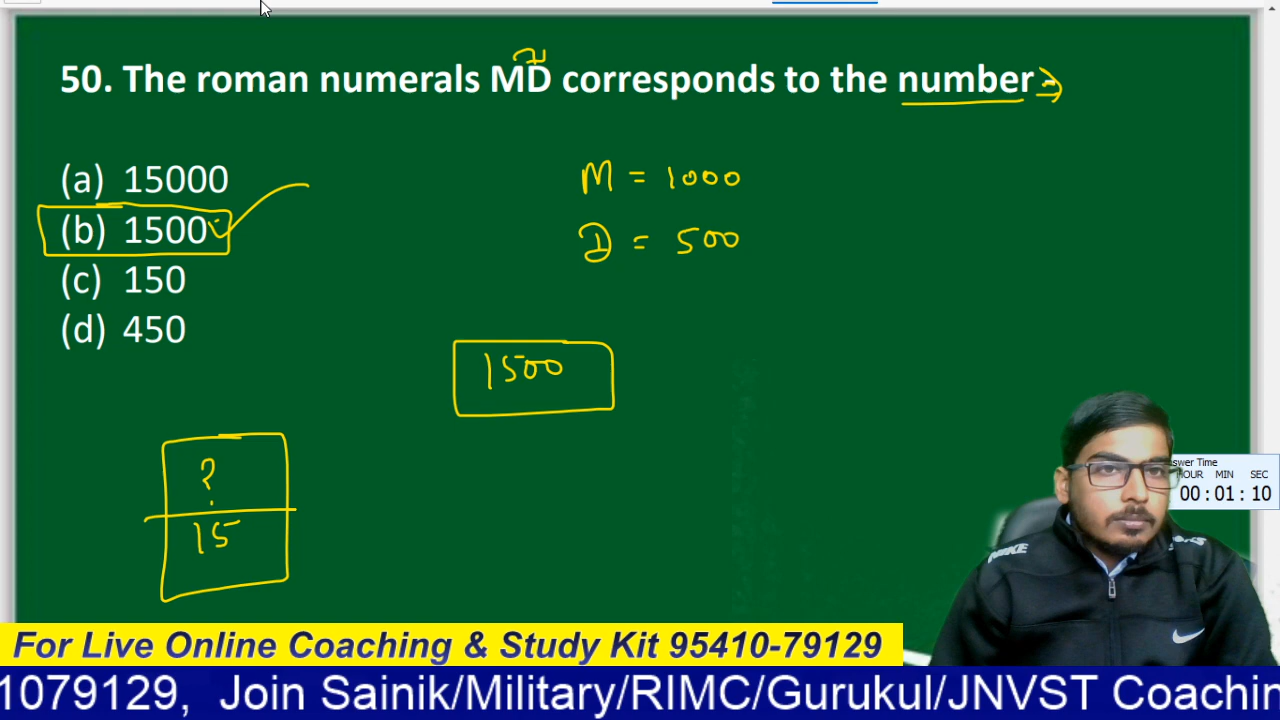 50. The roman numerals MD corresponds to the number :-
(a) 15000
(b) 1500
(c) 150
(d) 450
M = 1000
D = 500
1500
?
15
swer Time
HOUR MIN SEC
00 : 01 : 10
NIKE
For Live Online Coaching & Study Kit 95410-79129
1079129, Join Sainik/Military/RIMC/Gurukul/JNVST Coachin